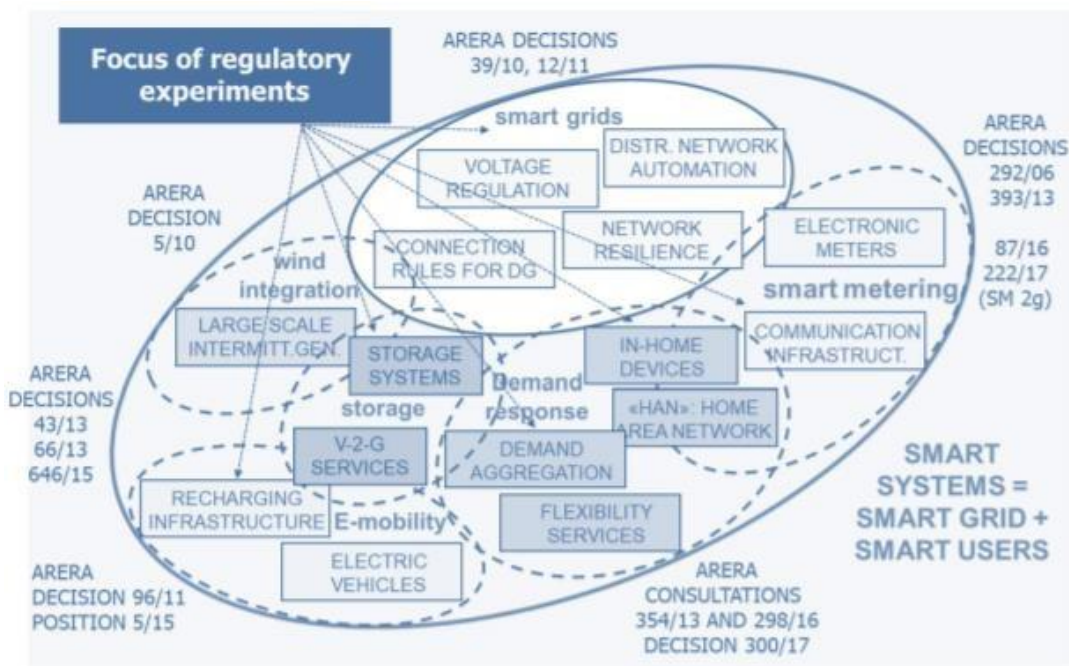 Focus of regulatory
experiments
ARERA DECISIONS
39/10, 12/11
smart grids
DISTR. NETWORK
AUTOMATION
VOLTAGE
REGULATION
ARERA
DECISIONS
292/06
393/13
87/16
222/17
(SM 2g)
ARERA
DECISION
5/10
NETWORK
RESILIENCE
ELECTRONIC
METERS
CONNECTION
RULES FOR DG
wind
integration
smart metering
LARGE SCALE
INTERMITT.GEN.
STORAGE
SYSTEMS
IN-HOME
DEVICES
COMMUNICATION
INFRASTRUCT.
ARERA
DECISIONS
43/13
66/13
646/15
Demand
response
storage
«HAN»: HOME
AREA NETWORK
V-2-G
SERVICES
DEMAND
AGGREGATION
SMART
SYSTEMS =
SMART GRID +
SMART USERS
RECHARGING
INFRASTRUCTURE
E-mobility
FLEXIBILITY
SERVICES
ELECTRIC
VEHICLES
ARERA
DECISION 96/11
POSITION 5/15
ARERA
CONSULTATIONS
354/13 AND 298/16
DECISION 300/17